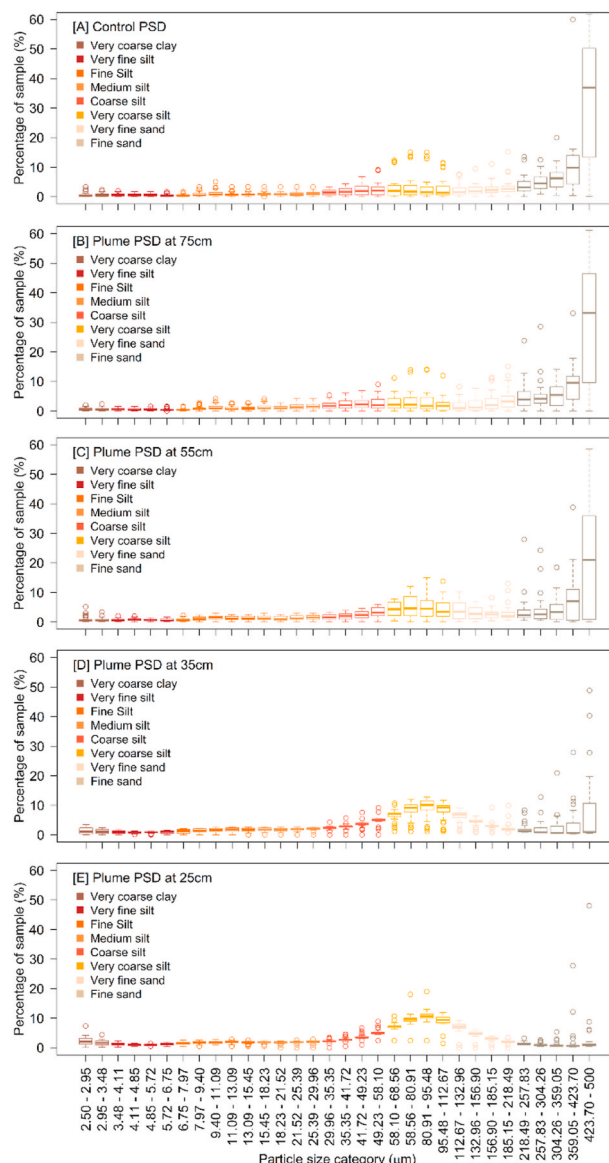 [A] Control PSD
Very coarse clay
Very fine silt
Fine Silt
Medium silt
Coarse silt
Very coarse silt
Very fine sand
Fine sand
Percentage of sample (%)
60
50
40
30
20
10
0
[B] Plume PSD at 75cm
Very coarse clay
Very fine silt
Fine Silt
Medium silt
Coarse silt
Very coarse silt
Very fine sand
Fine sand
Percentage of sample (%)
60
50
40
30
20
10
0
[C] Plume PSD at 55cm
Very coarse clay
Very fine silt
Fine Silt
Medium silt
Coarse silt
Very coarse silt
Very fine sand
Fine sand
Percentage of sample (%)
60
50
40
30
20
10
0
[D] Plume PSD at 35cm
Very coarse clay
Very fine silt
Fine Silt
Medium silt
Coarse silt
Very coarse silt
Very fine sand
Fine sand
Percentage of sample (%)
60
50
40
30
20
10
0
[E] Plume PSD at 25cm
Very coarse clay
Very fine silt
Fine Silt
Medium silt
Coarse silt
Very coarse silt
Very fine sand
Fine sand
Percentage of sample (%)
60
50
40
30
20
10
0
2.50 - 2.95
2.95 - 3.48
3.48 - 4.11
4.11 - 4.85
4.85 - 5.72
5.72 - 6.75
6.75 - 7.97
7.97 - 9.40
9.40 - 11.09
11.09 - 13.09
13.09 - 15.45
15.45 - 18.23
18.23 - 21.52
21.52 - 25.39
25.39 - 29.96
29.96 - 35.35
35.35 - 41.72
41.72 - 49.23
49.23 - 58.10
58.10 - 68.56
58.56 - 80.91
80.91 - 95.48
95.48 - 112.67
112.67 - 132.96
132.96 - 156.90
156.90 - 185.15
185.15 - 218.49
218.49 - 257.83
257.83 - 304.26
304.26 - 359.05
359.05 - 423.70
423.70 - 500
Particle size category (μm)